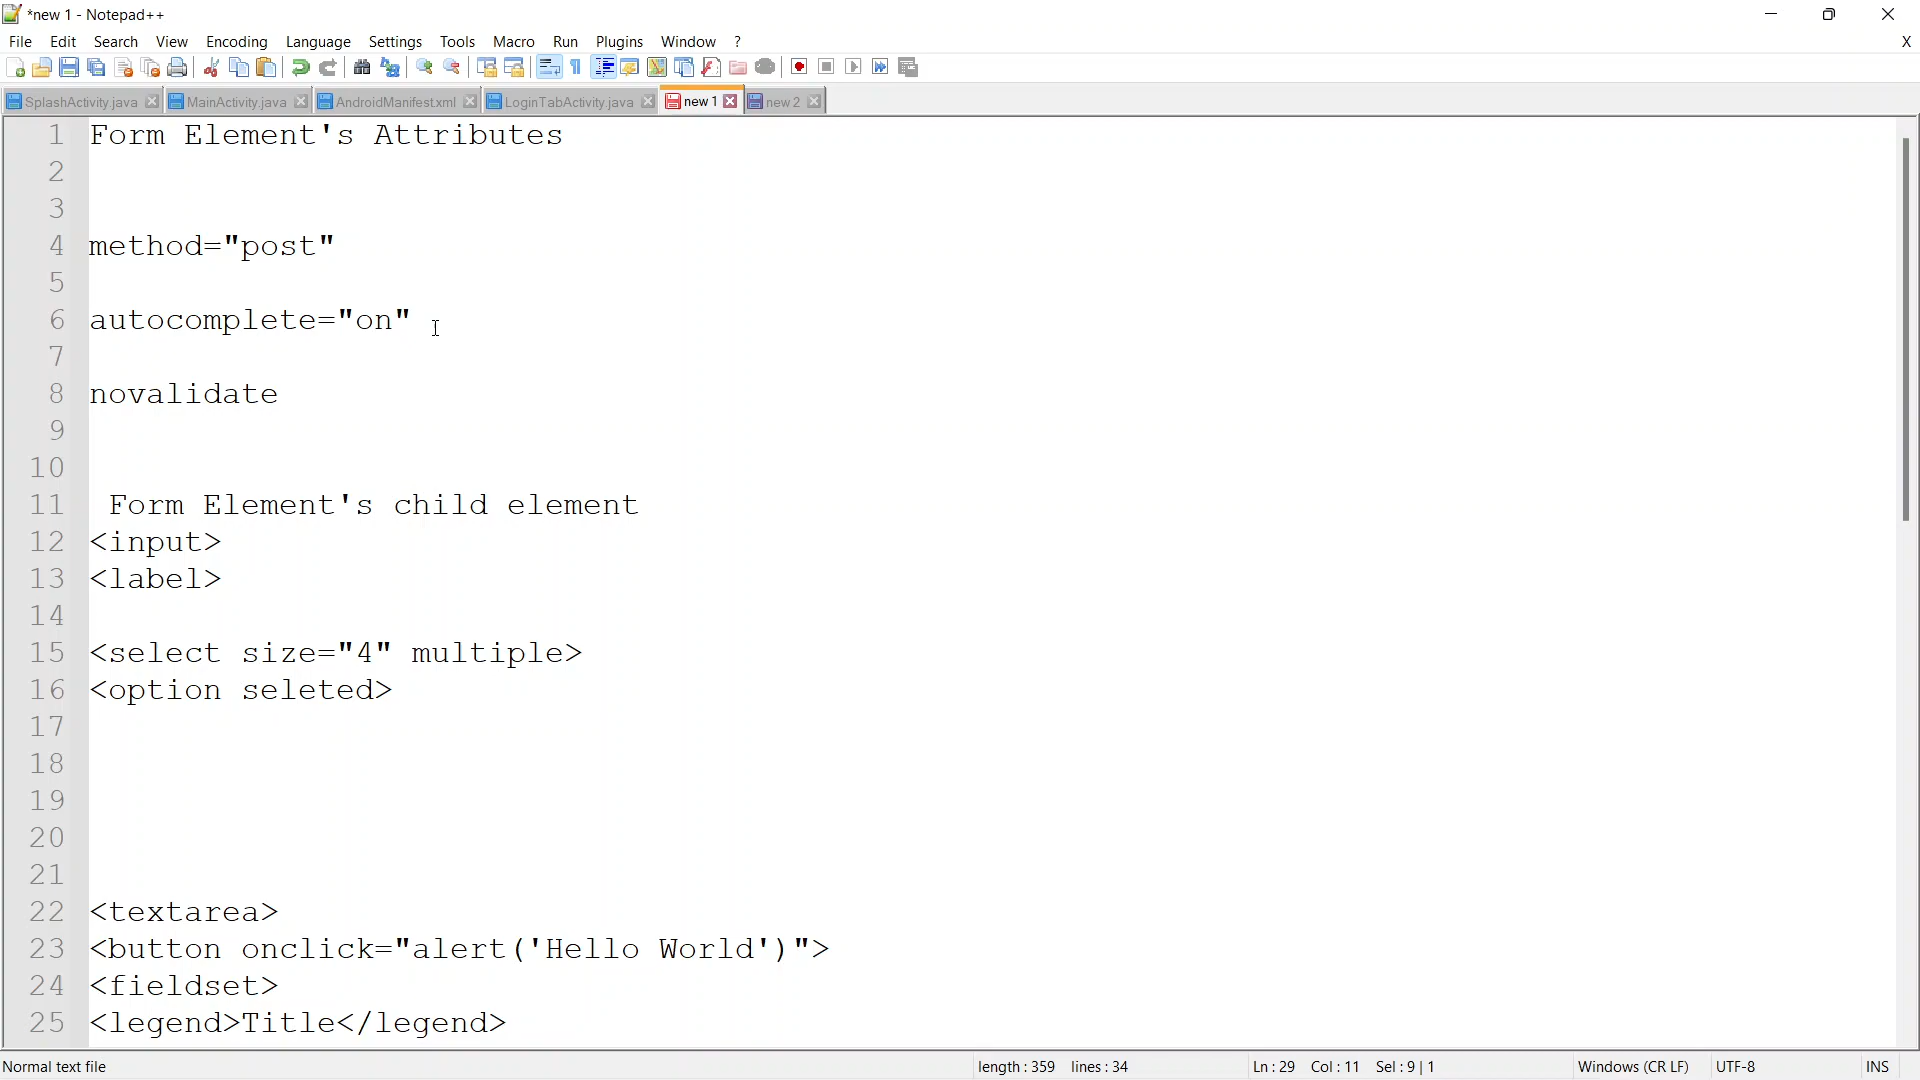 *new 1 - Notepad++
File Edit Search View Encoding Language Settings Tools Macro Run Plugins Window ? X
SplashActivity.java MainActivity.java AndroidManifest.xml LoginTabActivity.java new 1 new 2
1 Form Element's Attributes
2
3
4 method="post"
5
6 autocomplete="on"
7
8 novalidate
9
10
11 Form Element's child element
12 <input>
13 <label>
14
15 <select size="4" multiple>
16 <option seleted>
17
18
19
20
21
22 <textarea>
23 <button onclick="alert('Hello World')">
24 <fieldset>
25 <legend>Title</legend>
Normal text file length : 359 lines : 34 Ln : 29 Col : 11 Sel : 9 | 1 Windows (CR LF) UTF-8 INS